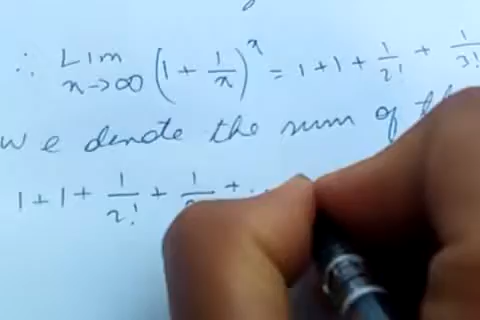 ∴ Lim x→∞ (1 + 1/x)^x = 1 + 1 + 1/2! + 1/3!
we denote the sum of
1 + 1 + 1/2! + 1/ + ..